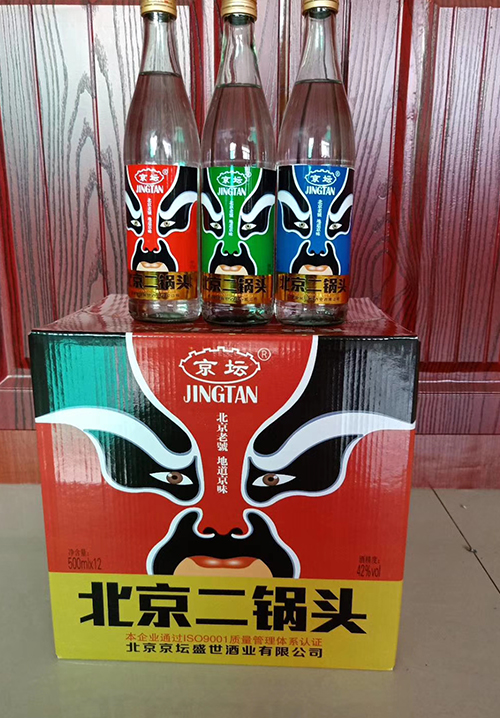 京坛
JINGTAN
北京二锅头
京坛
JINGTAN
北京二锅头
京坛
JINGTAN
北京二锅头
京坛®
JINGTAN
北京老號 地道京味
净含量:
500ml×12
酒精度:
42%vol
北京二锅头
本企业通过ISO9001质量管理体系认证
北京京坛盛世酒业有限公司